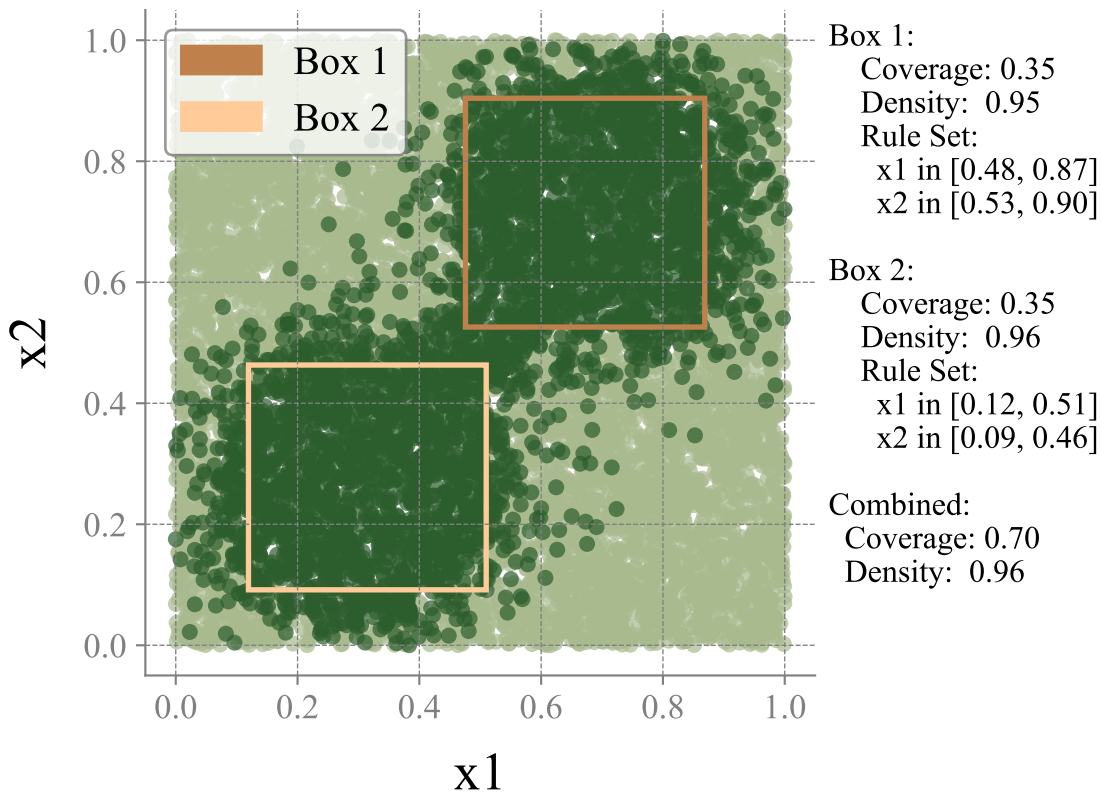 Box 1
Box 2
1.0
0.8
0.6
0.4
0.2
0.0
x2
0.0 0.2 0.4 0.6 0.8 1.0
x1
Box 1:
Coverage: 0.35
Density: 0.95
Rule Set:
x1 in [0.48, 0.87]
x2 in [0.53, 0.90]
Box 2:
Coverage: 0.35
Density: 0.96
Rule Set:
x1 in [0.12, 0.51]
x2 in [0.09, 0.46]
Combined:
Coverage: 0.70
Density: 0.96